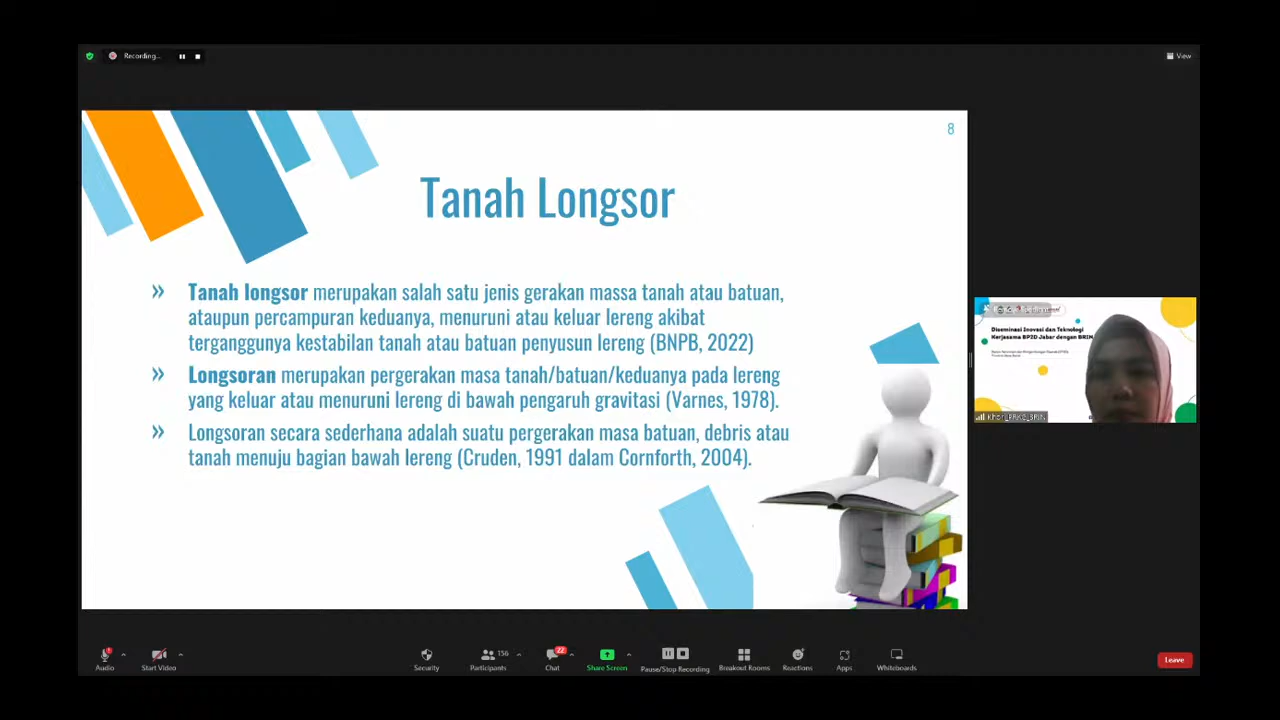 Recording...
View
8
Tanah Longsor
» Tanah longsor merupakan salah satu jenis gerakan massa tanah atau batuan,
ataupun percampuran keduanya, menuruni atau keluar lereng akibat
terganggunya kestabilan tanah atau batuan penyusun lereng (BNPB, 2022)
» Longsoran merupakan pergerakan masa tanah/batuan/keduanya pada lereng
yang keluar atau menuruni lereng di bawah pengaruh gravitasi (Varnes, 1978).
» Longsoran secara sederhana adalah suatu pergerakan masa batuan, debris atau
tanah menuju bagian bawah lereng (Cruden, 1991 dalam Cornforth, 2004).
Diseminasi Inovasi dan Teknologi
Kerjasama BP2D Jabar dengan BRIN
Audio
Start Video
Security
Participants
156
Chat
22
Share Screen
Pause/Stop Recording
Breakout Rooms
Reactions
Apps
Whiteboards
Leave